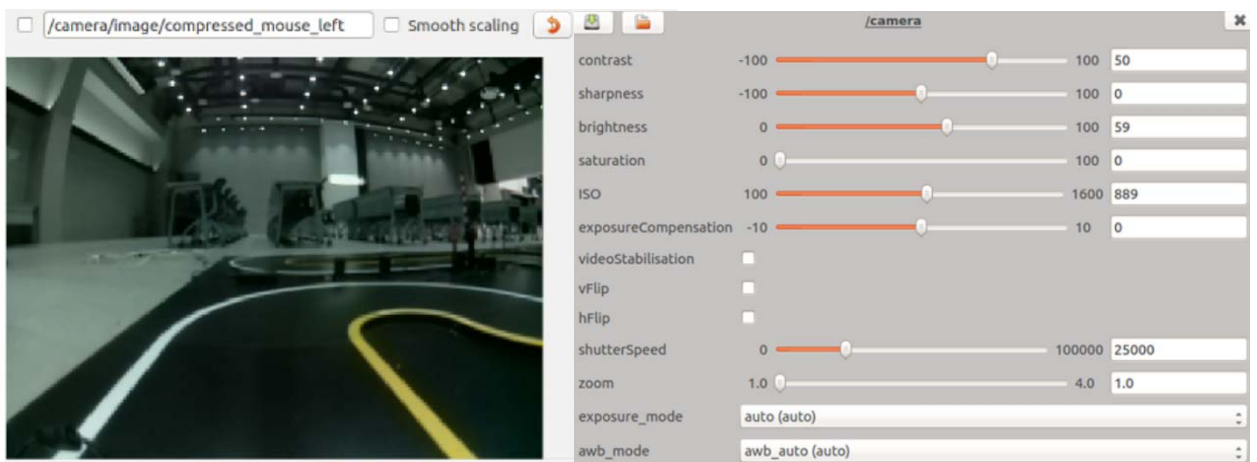 /camera/image/compressed_mouse_left Smooth scaling
/camera
contrast -100 100 50
sharpness -100 100 0
brightness 0 100 59
saturation 0 100 0
ISO 100 1600 889
exposureCompensation -10 10 0
videoStabilisation
vFlip
hFlip
shutterSpeed 0 100000 25000
zoom 1.0 4.0 1.0
exposure_mode auto (auto)
awb_mode awb_auto (auto)